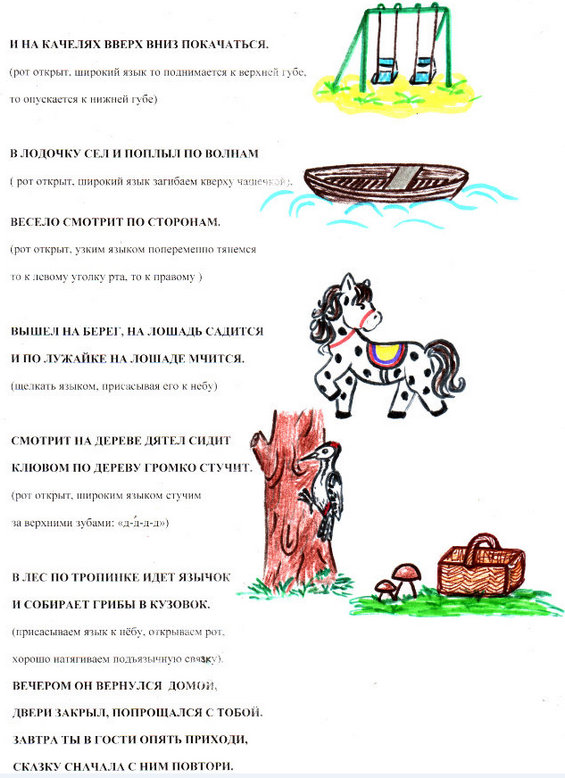 И НА КАЧЕЛЯХ ВВЕРХ ВНИЗ ПОКАЧАТЬСЯ.
(рот открыт, широкий язык то поднимается к верхней губе,
то опускается к нижней губе)
В ЛОДОЧКУ СЕЛ И ПОПЛЫЛ ПО ВОЛНАМ
( рот открыт, широкий язык загибаем кверху чашечкой).
ВЕСЕЛО СМОТРИТ ПО СТОРОНАМ.
(рот открыт, узким языком попеременно тянемся
то к левому уголку рта, то к правому )
ВЫШЕЛ НА БЕРЕГ, НА ЛОШАДЬ САДИТСЯ
И ПО ЛУЖАЙКЕ НА ЛОШАДЕ МЧИТСЯ.
(щелкать языком, присасывая его к небу)
СМОТРИТ НА ДЕРЕВЕ ДЯТЕЛ СИДИТ
КЛЮВОМ ПО ДЕРЕВУ ГРОМКО СТУЧИТ.
(рот открыт, широким языком стучим
за верхними зубами: «д-д-д-д»)
В ЛЕС ПО ТРОПИНКЕ ИДЕТ ЯЗЫЧОК
И СОБИРАЕТ ГРИБЫ В КУЗОВОК.
(присасываем язык к нёбу, открываем рот,
хорошо натягиваем подъязычную связку).
ВЕЧЕРОМ ОН ВЕРНУЛСЯ ДОМОЙ,
ДВЕРИ ЗАКРЫЛ, ПОПРОЩАЛСЯ С ТОБОЙ.
ЗАВТРА ТЫ В ГОСТИ ОПЯТЬ ПРИХОДИ,
СКАЗКУ СНАЧАЛА С НИМ ПОВТОРИ.